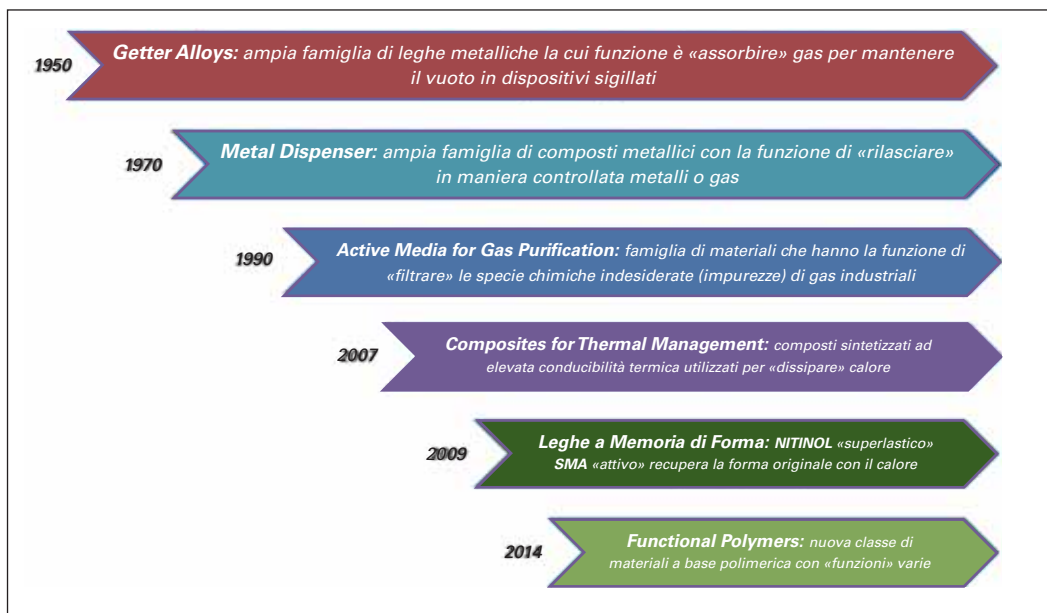 1950
Getter Alloys: ampia famiglia di leghe metalliche la cui funzione è «assorbire» gas per mantenere
il vuoto in dispositivi sigillati
1970
Metal Dispenser: ampia famiglia di composti metallici con la funzione di «rilasciare»
in maniera controllata metalli o gas
1990
Active Media for Gas Purification: famiglia di materiali che hanno la funzione di
«filtrare» le specie chimiche indesiderate (impurezze) di gas industriali
2007
Composites for Thermal Management: composti sintetizzati ad
elevata conducibilità termica utilizzati per «dissipare» calore
2009
Leghe a Memoria di Forma: NITINOL «superlastico»
SMA «attivo» recupera la forma originale con il calore
2014
Functional Polymers: nuova classe di
materiali a base polimerica con «funzioni» varie